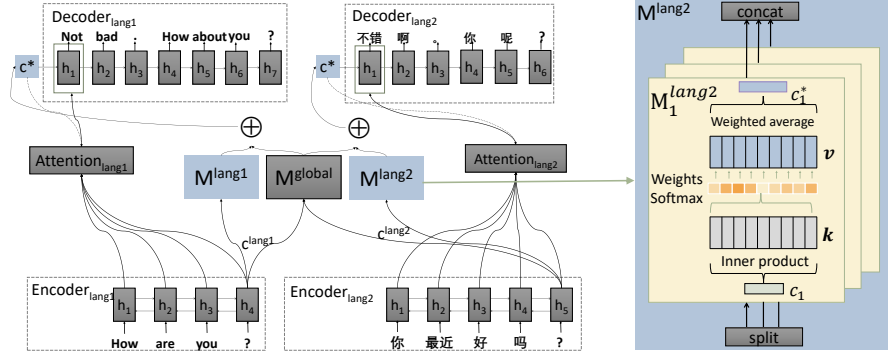 Decoder_lang1
Not bad . How about you ?
h1 h2 h3 h4 h5 h6 h7
c*
Decoder_lang2
不错 啊 。 你 呢 ?
h1 h2 h3 h4 h5 h6
c*
Attention_lang1
M^lang1
M^global
M^lang2
Attention_lang2
c^lang1
c^lang2
Encoder_lang1
h1 h2 h3 h4
How are you ?
Encoder_lang2
h1 h2 h3 h4 h5
你 最近 好 吗 ?
M^lang2
concat
M_1^lang2
c_1^*
Weighted average
v
Weights
Softmax
k
Inner product
c_1
split